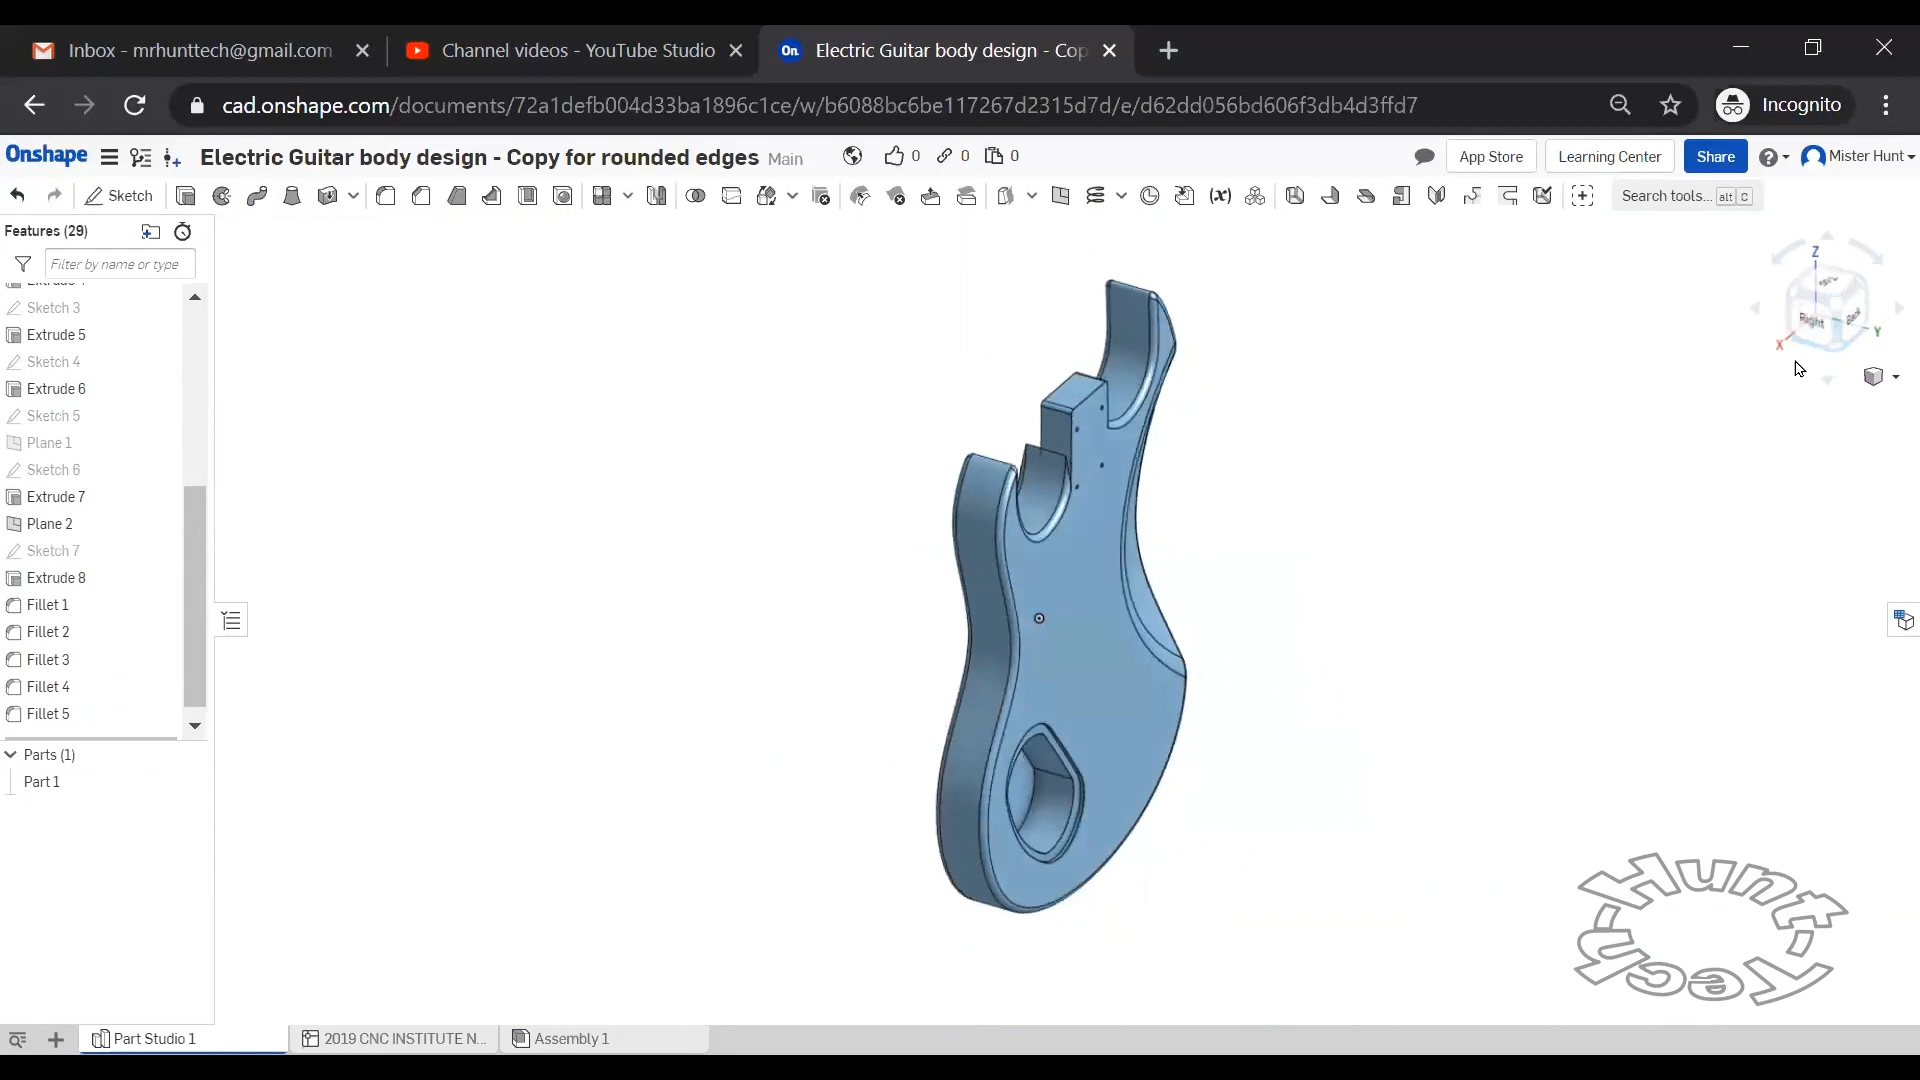 Inbox - mrhunttech@gmail.com
Channel videos - YouTube Studio
On
Electric Guitar body design - Cop
cad.onshape.com/documents/72a1defb004d33ba1896c1ce/w/b6088bc6be117267d2315d7d/e/d62dd056bd606f3db4d3ffd7
Incognito
Onshape
Electric Guitar body design - Copy for rounded edges Main
0 0 0
App Store
Learning Center
Share
Mister Hunt
Sketch
(x)
Search tools... alt C
Features (29)
Filter by name or type
Sketch 3
Extrude 5
Sketch 4
Extrude 6
Sketch 5
Plane 1
Sketch 6
Extrude 7
Plane 2
Sketch 7
Extrude 8
Fillet 1
Fillet 2
Fillet 3
Fillet 4
Fillet 5
Parts (1)
Part 1
Z
Right
Back
X
Y
Hunt
Tech
Part Studio 1
2019 CNC INSTITUTE N...
Assembly 1